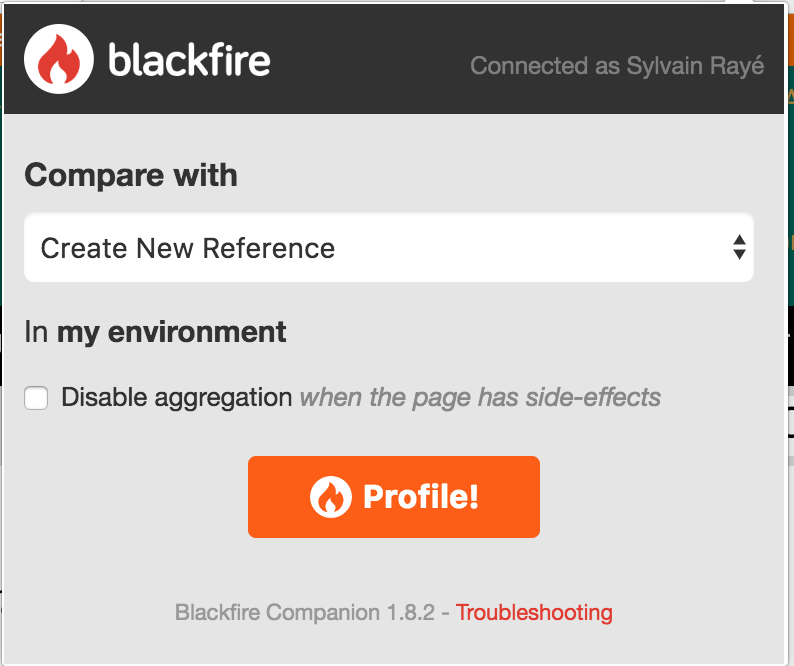 blackfire
Connected as Sylvain Rayé
Compare with
Create New Reference
In my environment
Disable aggregation when the page has side-effects
Profile!
Blackfire Companion 1.8.2 - Troubleshooting